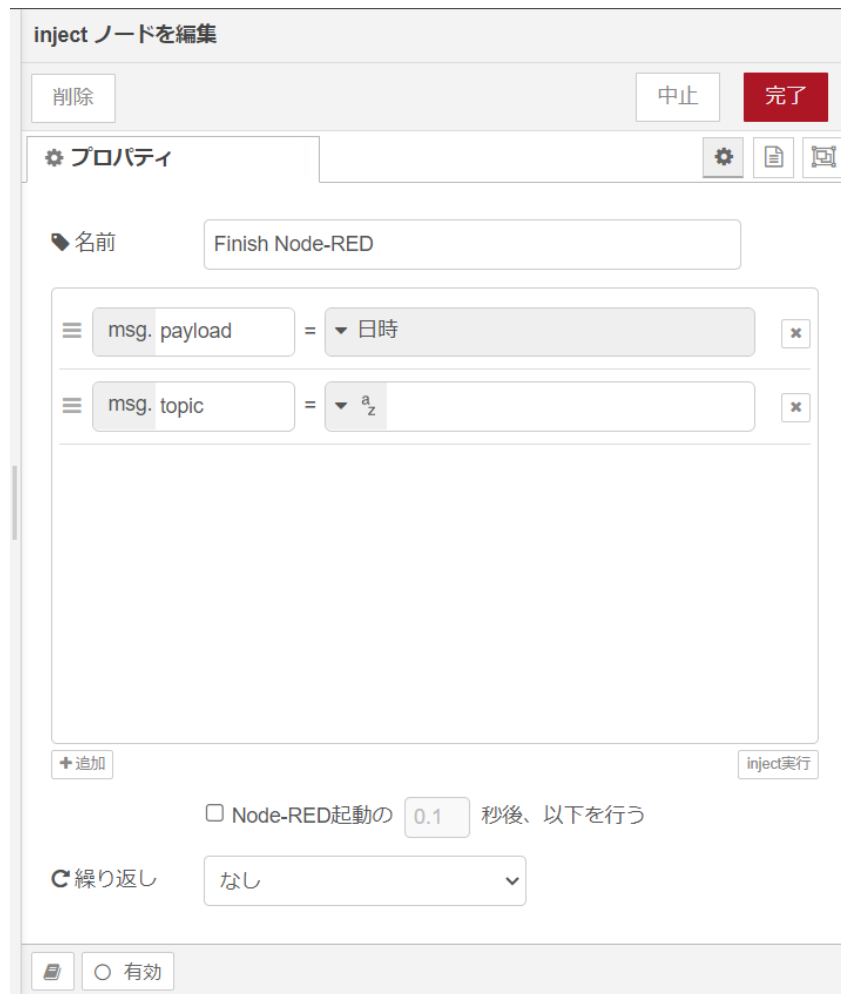 inject ノードを編集
削除 中止 完了
プロパティ
名前 Finish Node-RED
msg. payload = 日時
msg. topic = az
追加 inject実行
Node-RED起動の 0.1 秒後、以下を行う
繰り返し なし
有効